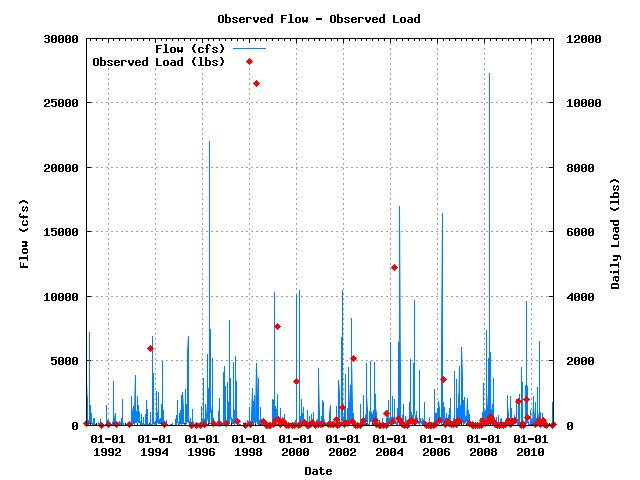 Observed Flow - Observed Load
30000 12000
Flow (cfs)
Observed Load (lbs)
25000 10000
20000 8000
15000 6000
10000 4000
5000 2000
0 0
Flow (cfs)
Daily Load (lbs)
01-01 01-01 01-01 01-01 01-01 01-01 01-01 01-01 01-01 01-01
1992 1994 1996 1998 2000 2002 2004 2006 2008 2010
Date